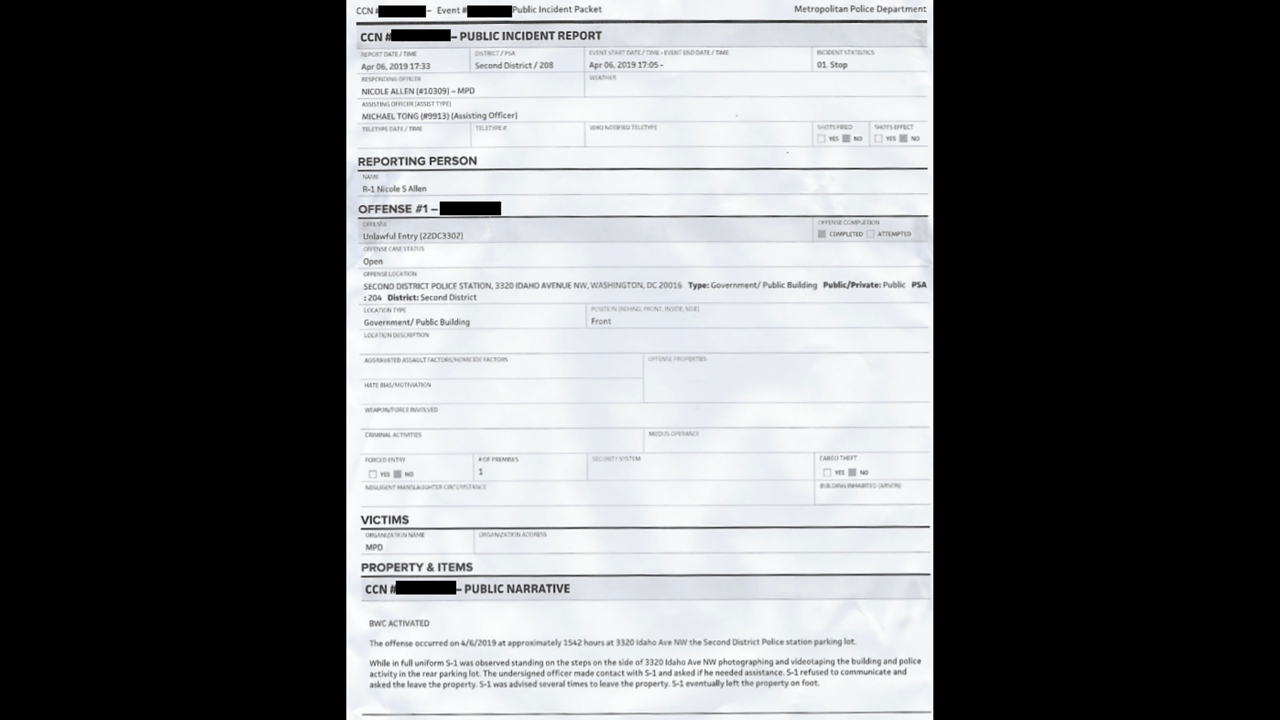 CCN # – Event # Public Incident Packet Metropolitan Police Department
CCN # – PUBLIC INCIDENT REPORT
REPORT DATE / TIME DISTRICT / PSA EVENT START DATE / TIME - EVENT END DATE / TIME INCIDENT STATISTICS
Apr 06, 2019 17:33 Second District / 208 Apr 06, 2019 17:05 - 01. Stop
RESPONDING OFFICER WEATHER
NICOLE ALLEN (#10309) – MPD
ASSISTING OFFICER (ASSIST TYPE)
MICHAEL TONG (#9913) (Assisting Officer)
TELETYPE DATE / TIME TELETYPE # WHO NOTIFIED TELETYPE SHOTS FIRED SHOTS EFFECT
YES NO YES NO
REPORTING PERSON
NAME
R-1 Nicole S Allen
OFFENSE #1 –
OFFENSE OFFENSE COMPLETION
Unlawful Entry (22DC3302) COMPLETED ATTEMPTED
OFFENSE CASE STATUS
Open
OFFENSE LOCATION
SECOND DISTRICT POLICE STATION, 3320 IDAHO AVENUE NW, WASHINGTON, DC 20016 Type: Government/ Public Building Public/Private: Public PSA
: 204 District: Second District
LOCATION TYPE POSITION (BEHIND, FRONT, INSIDE, SIDE)
Government/ Public Building Front
LOCATION DESCRIPTION
AGGRAVATED ASSAULT FACTORS/HOMICIDE FACTORS OFFENSE PROPERTIES
HATE BIAS/MOTIVATION
WEAPON/FORCE INVOLVED
CRIMINAL ACTIVITIES MODUS OPERANDI
FORCED ENTRY # OF PREMISES SECURITY SYSTEM CARGO THEFT
YES NO 1 YES NO
NEGLIGENT MANSLAUGHTER CIRCUMSTANCE BUILDING INHABITED (ARSON)
VICTIMS
ORGANIZATION NAME ORGANIZATION ADDRESS
MPD
PROPERTY & ITEMS
CCN # – PUBLIC NARRATIVE
BWC ACTIVATED
The offense occurred on 4/6/2019 at approximately 1542 hours at 3320 Idaho Ave NW the Second District Police station parking lot.
While in full uniform S-1 was observed standing on the steps on the side of 3320 Idaho Ave NW photographing and videotaping the building and police
activity in the rear parking lot. The undersigned officer made contact with S-1 and asked if he needed assistance. S-1 refused to communicate and
asked the leave the property. S-1 was advised several times to leave the property. S-1 eventually left the property on foot.